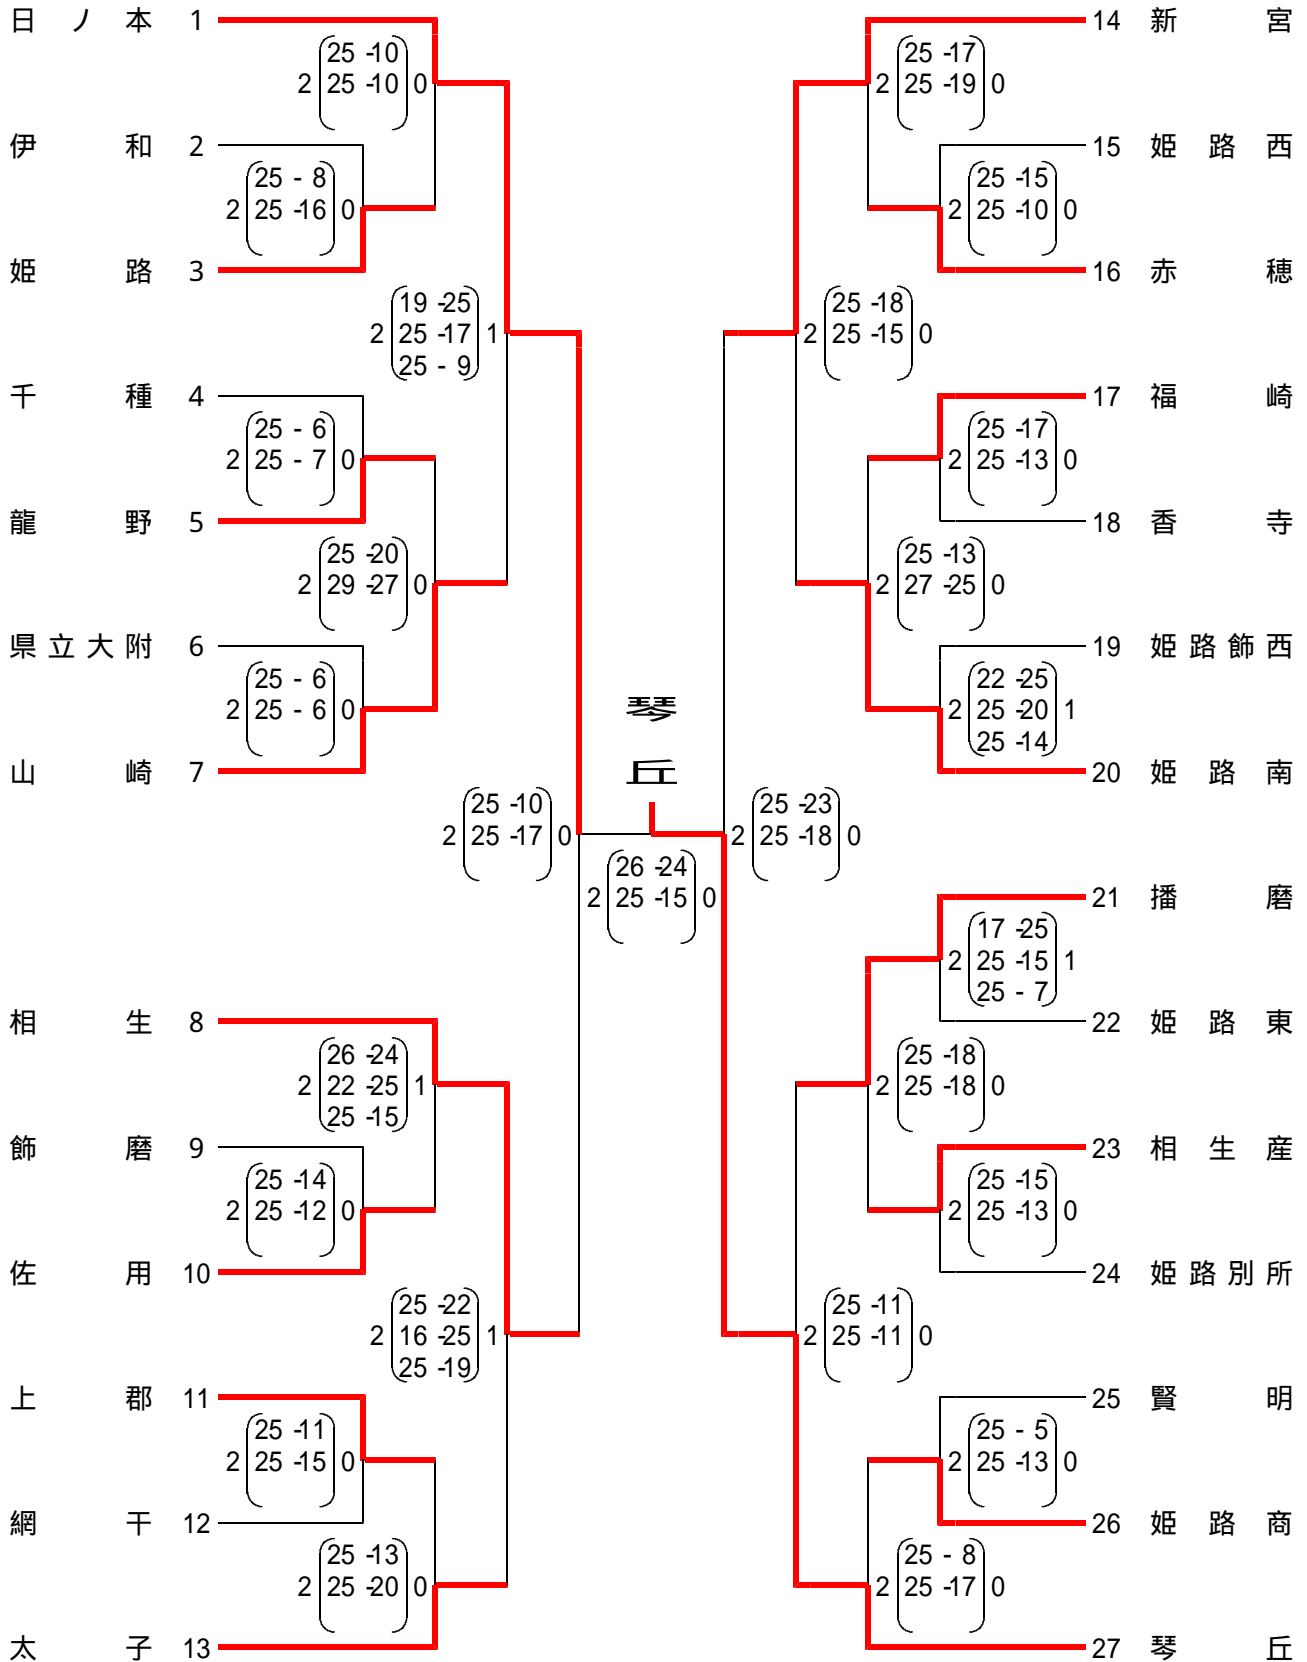 日ノ本 1
2 (25 -10 25 -10) 0
伊和 2
2 (25 - 8 25 -16) 0
姫路 3
2 (19 -25 25 -17 25 - 9) 1
千種 4
2 (25 - 6 25 - 7) 0
龍野 5
2 (25 -20 29 -27) 0
県立大附 6
2 (25 - 6 25 - 6) 0
山崎 7
2 (25 -10 25 -17) 0
相生 8
2 (26 -24 22 -25 25 -15) 1
飾磨 9
2 (25 -14 25 -12) 0
佐用 10
2 (25 -22 16 -25 25 -19) 1
上郡 11
2 (25 -11 25 -15) 0
網干 12
2 (25 -13 25 -20) 0
太子 13
琴丘
2 (26 -24 25 -15) 0
14 新宮
2 (25 -17 25 -19) 0
15 姫路西
2 (25 -15 25 -10) 0
16 赤穂
2 (25 -18 25 -15) 0
17 福崎
2 (25 -17 25 -13) 0
18 香寺
2 (25 -13 27 -25) 0
19 姫路飾西
2 (22 -25 25 -20 25 -14) 1
20 姫路南
2 (25 -23 25 -18) 0
21 播磨
2 (17 -25 25 -15 25 - 7) 1
22 姫路東
2 (25 -18 25 -18) 0
23 相生産
2 (25 -15 25 -13) 0
24 姫路別所
2 (25 -11 25 -11) 0
25 賢明
2 (25 - 5 25 -13) 0
26 姫路商
2 (25 - 8 25 -17) 0
27 琴丘